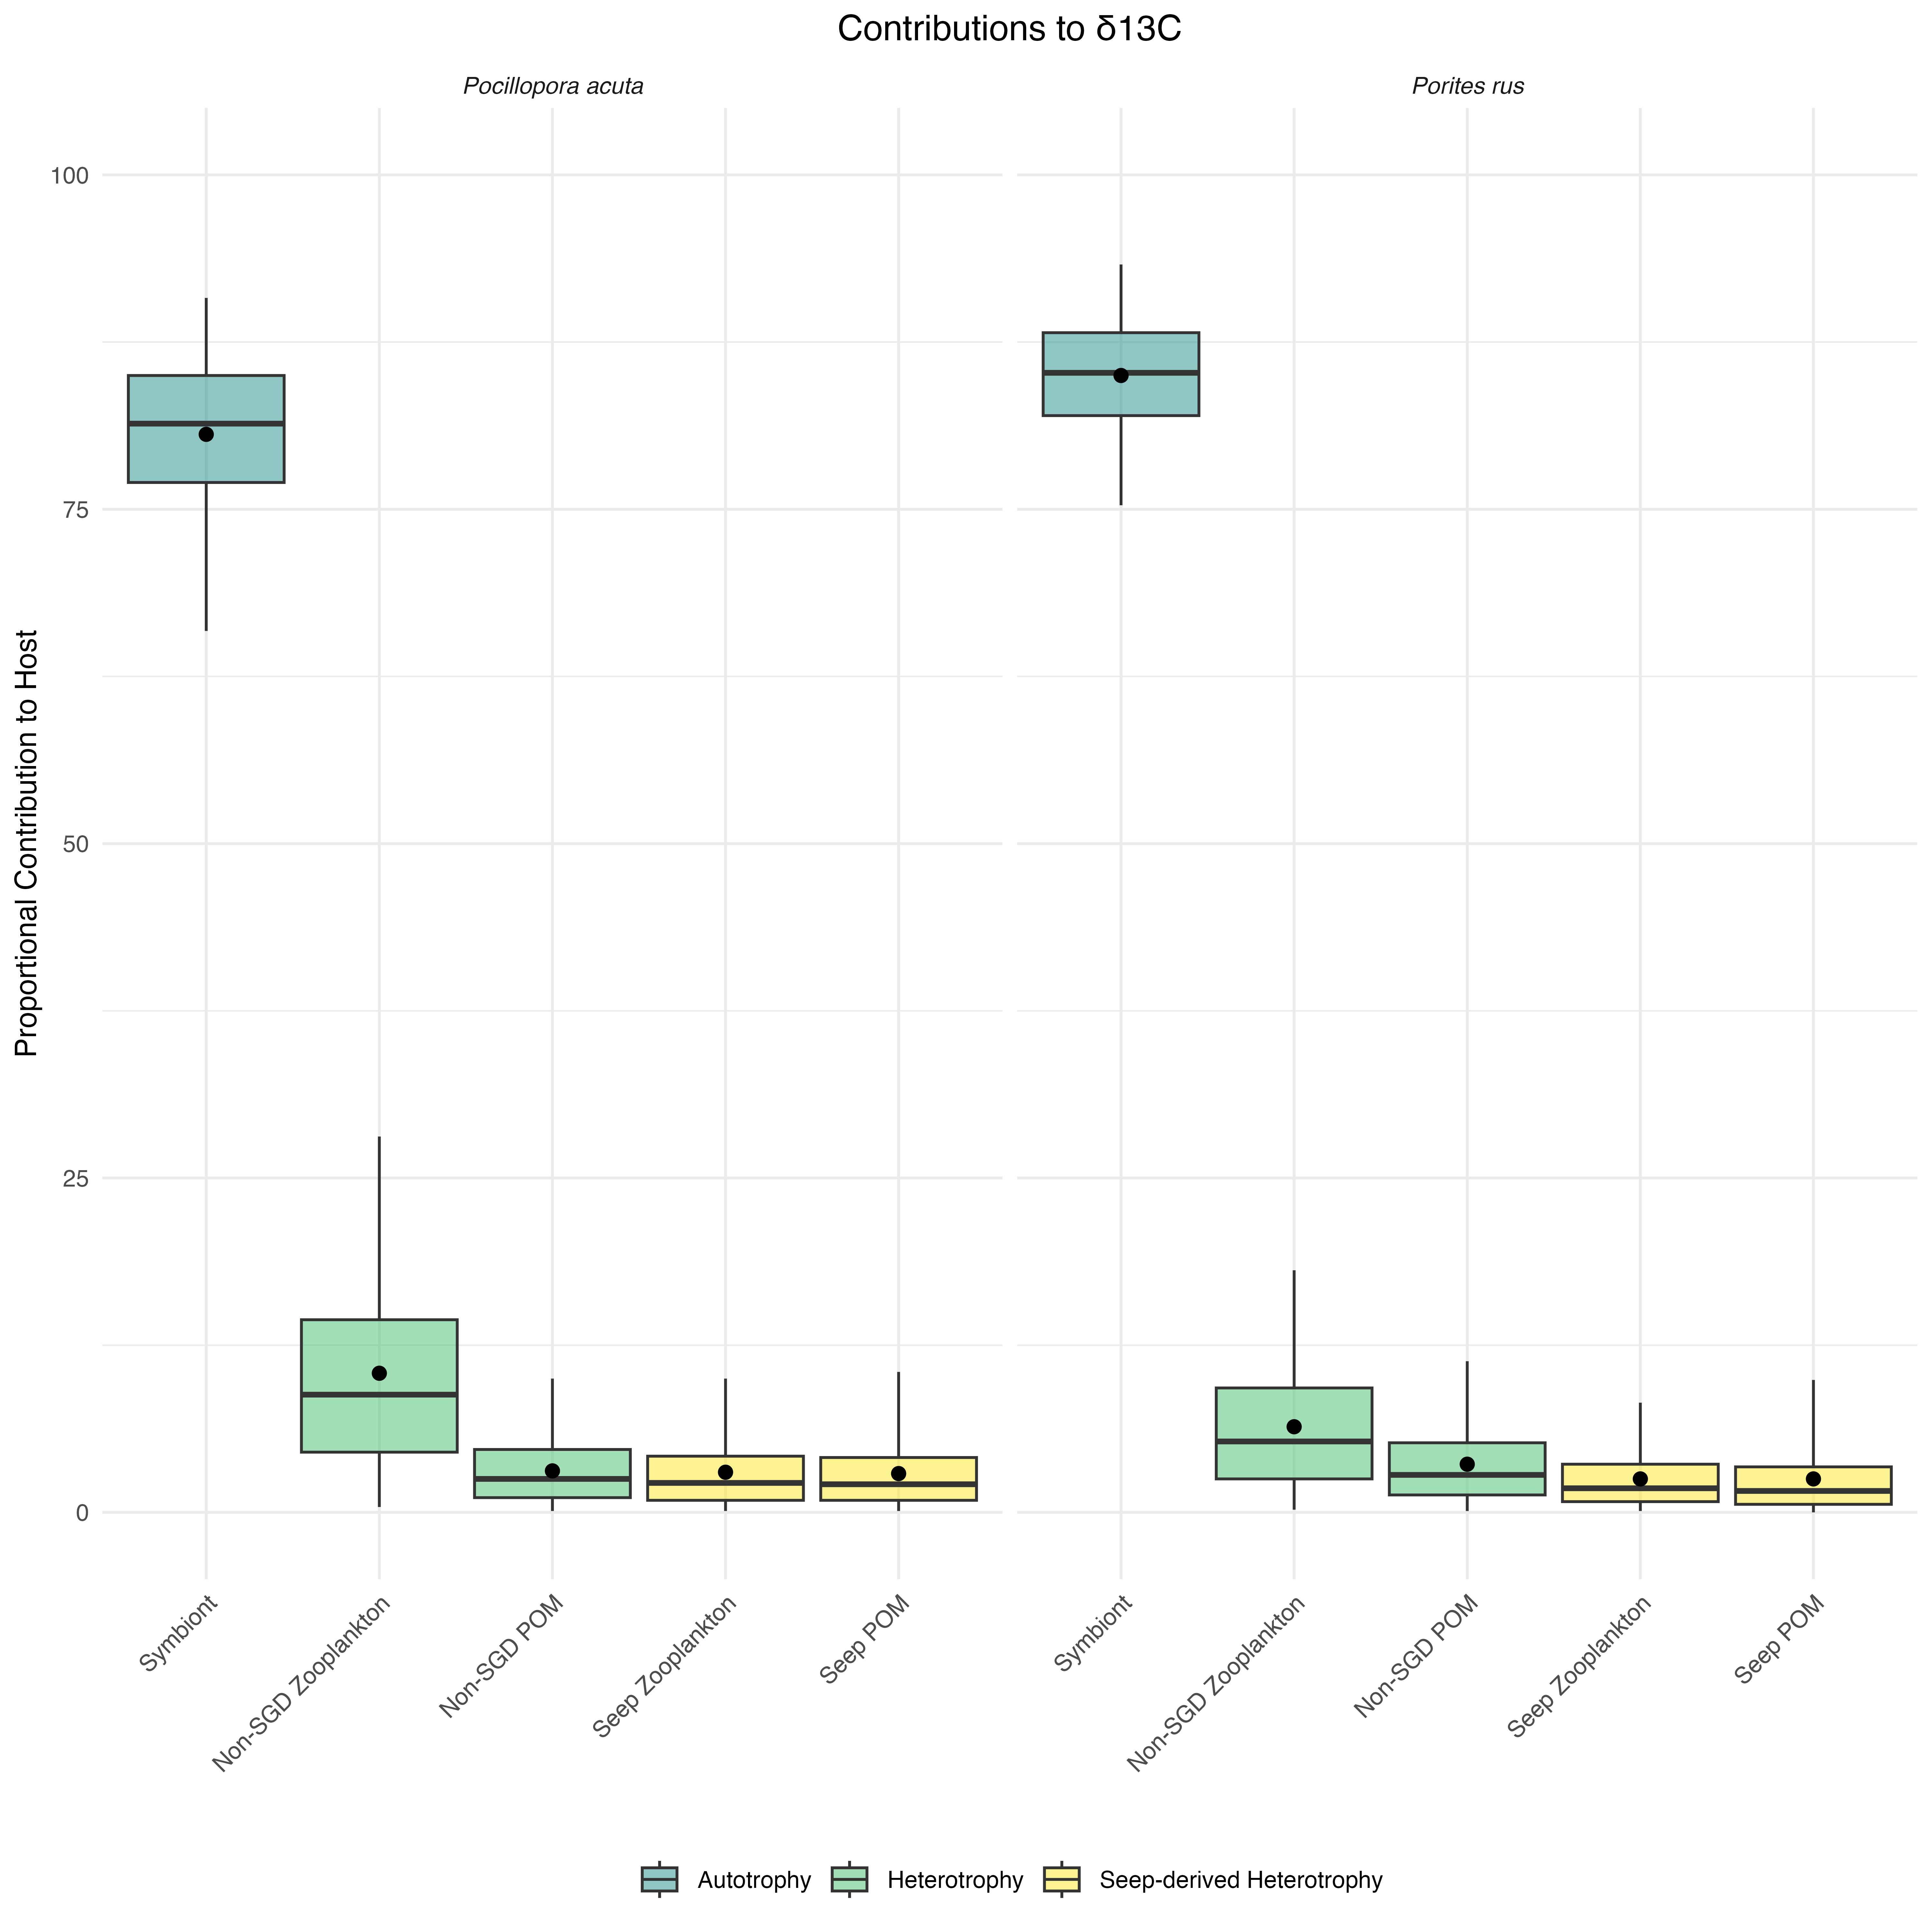 Contributions to δ13C
Pocillopora acuta
Porites rus
Proportional Contribution to Host
100
75
50
25
0
Symbiont
Non-SGD Zooplankton
Non-SGD POM
Seep Zooplankton
Seep POM
Symbiont
Non-SGD Zooplankton
Non-SGD POM
Seep Zooplankton
Seep POM
Autotrophy
Heterotrophy
Seep-derived Heterotrophy